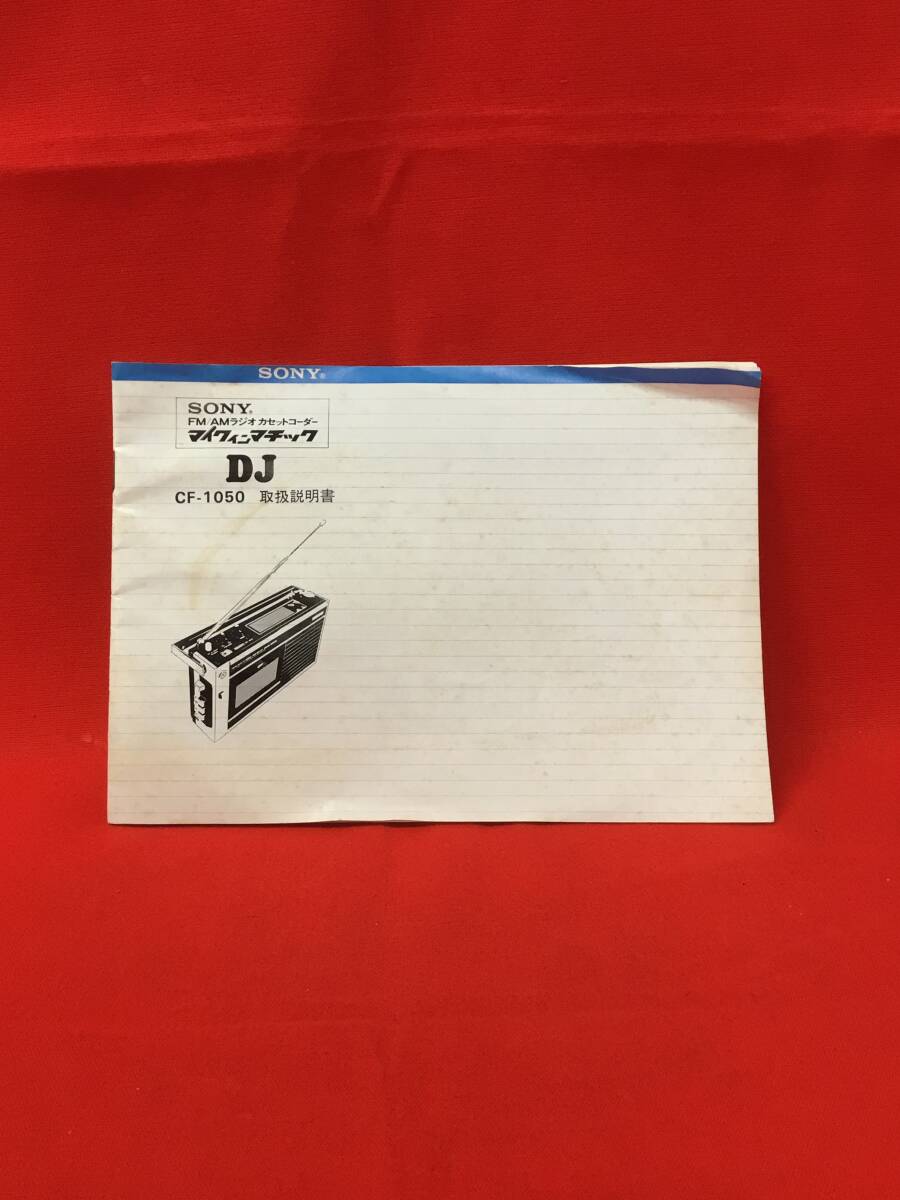 SONY®
SONY®
FM/AMラジオ カセットコーダー
マイクインマチック
DJ
CF-1050 取扱説明書